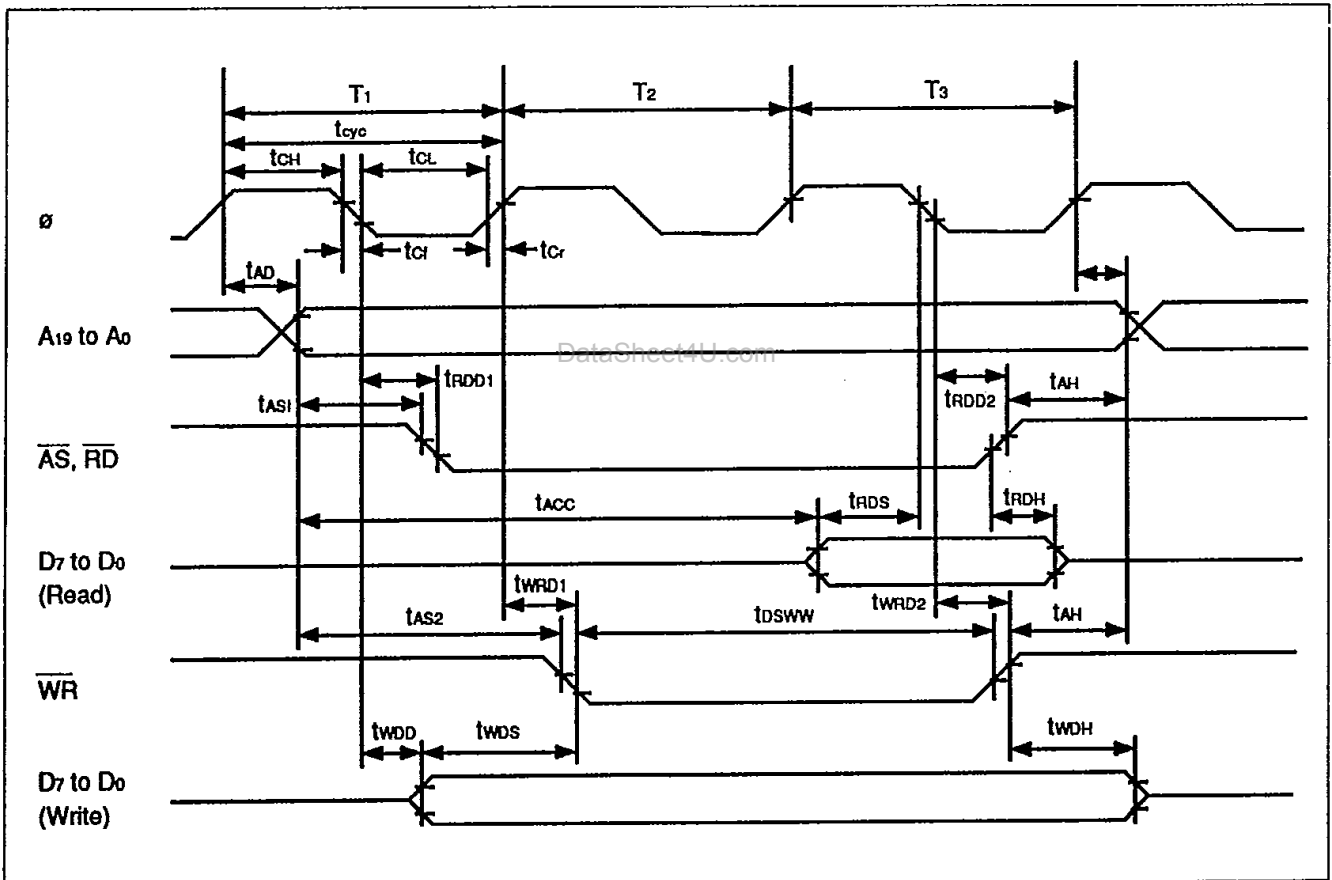 T1 T2 T3
tcyc
tCH tCL
ø
tCf tCr
tAD
A19 to A0
DataSheet4U.com
tRDD1 tRDD2 tAH
tAS1
AS, RD
tACC tRDS tRDH
D7 to D0
(Read)
tWRD1 tWRD2
tAS2 tDSWW tAH
WR
tWDD tWDS tWDH
D7 to D0
(Write)